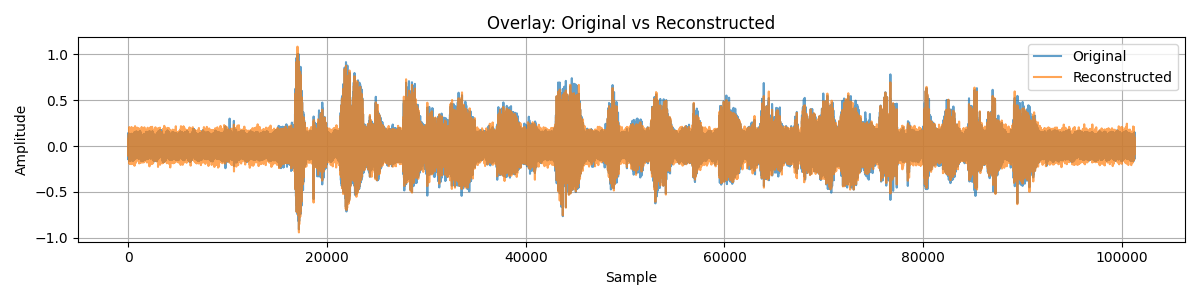 Overlay: Original vs Reconstructed
1.0
0.5
0.0
−0.5
−1.0
Amplitude
Original
Reconstructed
0
20000
40000
60000
80000
100000
Sample